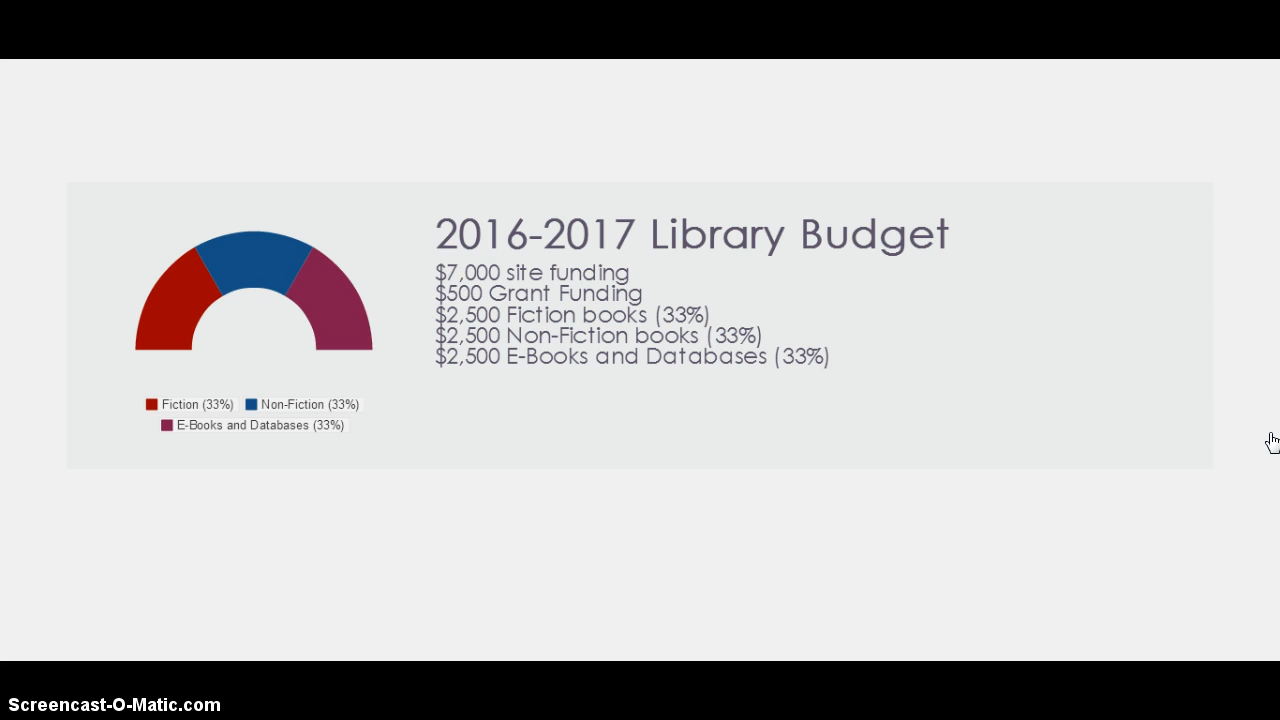 2016-2017 Library Budget
$7,000 site funding
$500 Grant Funding
$2,500 Fiction books (33%)
$2,500 Non-Fiction books (33%)
$2,500 E-Books and Databases (33%)
Fiction (33%) Non-Fiction (33%)
E-Books and Databases (33%)
Screencast-O-Matic.com